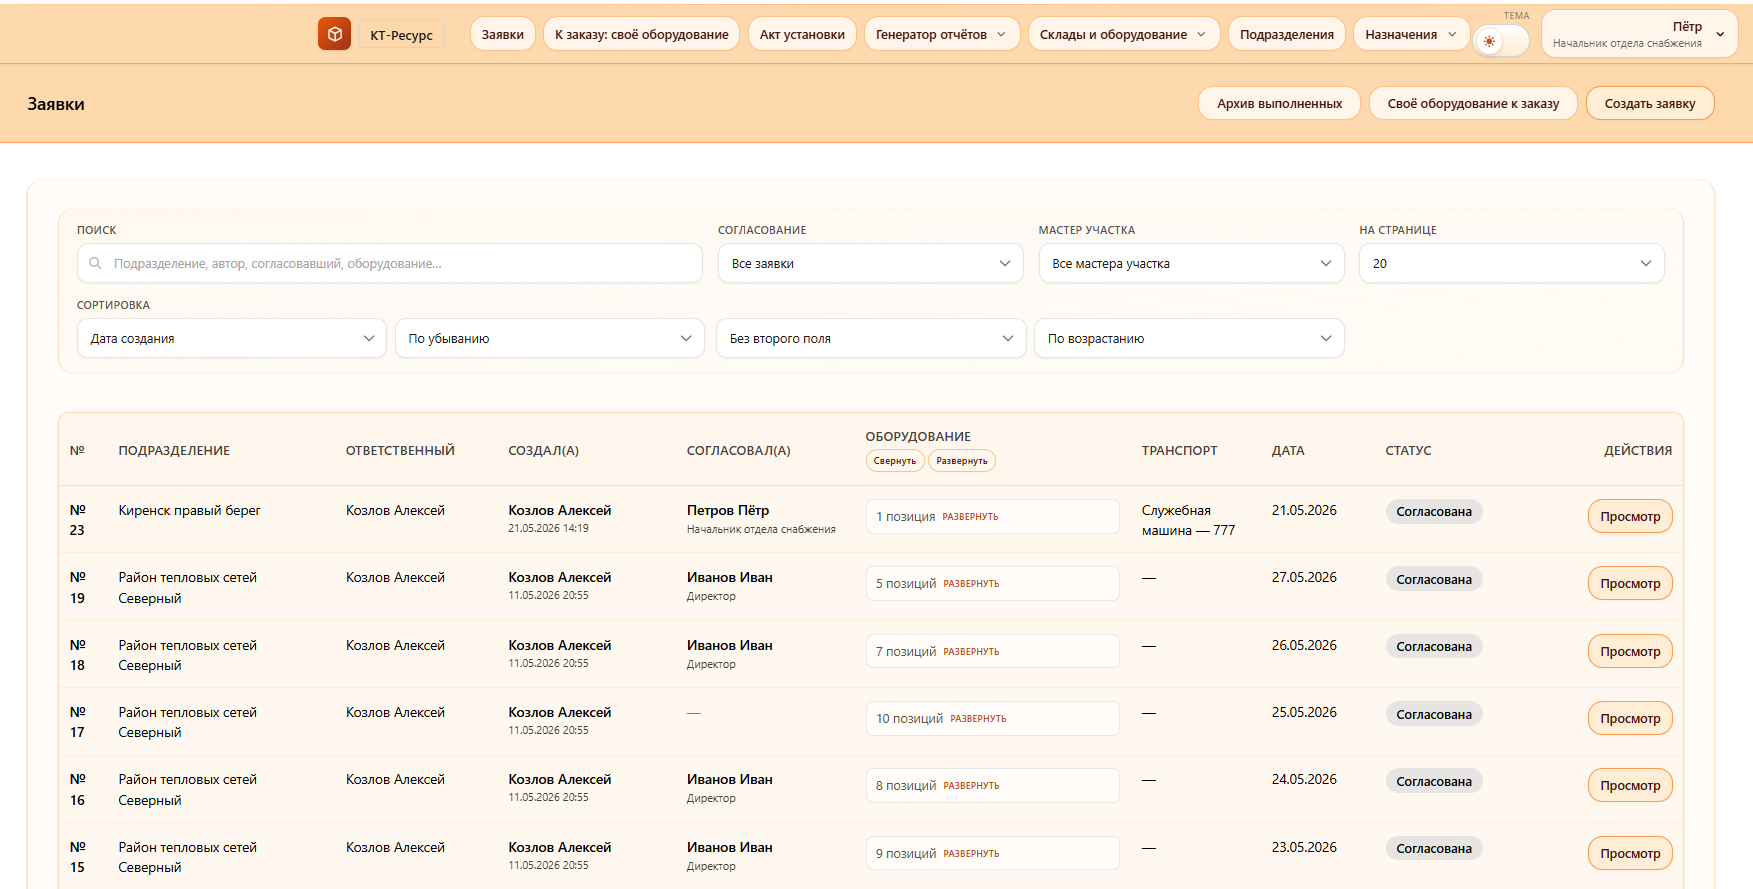 КТ-Ресурс
Заявки
К заказу: своё оборудование
Акт установки
Генератор отчётов
Склады и оборудование
Подразделения
Назначения
ТЕМА
Пётр
Начальник отдела снабжения
Заявки
Архив выполненных
Своё оборудование к заказу
Создать заявку
ПОИСК
СОГЛАСОВАНИЕ
МАСТЕР УЧАСТКА
НА СТРАНИЦЕ
Подразделение, автор, согласовавший, оборудование...
Все заявки
Все мастера участка
20
СОРТИРОВКА
Дата создания
По убыванию
Без второго поля
По возрастанию
№ ПОДРАЗДЕЛЕНИЕ ОТВЕТСТВЕННЫЙ СОЗДАЛ(А) СОГЛАСОВАЛ(А) ОБОРУДОВАНИЕ ТРАНСПОРТ ДАТА СТАТУС ДЕЙСТВИЯ
Свернуть Развернуть
№ Киренск правый берег Козлов Алексей Козлов Алексей Петров Пётр 1 позиция РАЗВЕРНУТЬ Служебная 21.05.2026 Согласована Просмотр
23 21.05.2026 14:19 Начальник отдела снабжения машина — 777
№ Район тепловых сетей Козлов Алексей Козлов Алексей Иванов Иван 5 позиций РАЗВЕРНУТЬ — 27.05.2026 Согласована Просмотр
19 Северный 11.05.2026 20:55 Директор
№ Район тепловых сетей Козлов Алексей Козлов Алексей Иванов Иван 7 позиций РАЗВЕРНУТЬ — 26.05.2026 Согласована Просмотр
18 Северный 11.05.2026 20:55 Директор
№ Район тепловых сетей Козлов Алексей Козлов Алексей — 10 позиций РАЗВЕРНУТЬ — 25.05.2026 Согласована Просмотр
17 Северный 11.05.2026 20:55
№ Район тепловых сетей Козлов Алексей Козлов Алексей Иванов Иван 8 позиций РАЗВЕРНУТЬ — 24.05.2026 Согласована Просмотр
16 Северный 11.05.2026 20:55 Директор
№ Район тепловых сетей Козлов Алексей Козлов Алексей Иванов Иван 9 позиций РАЗВЕРНУТЬ — 23.05.2026 Согласована Просмотр
15 Северный 11.05.2026 20:55 Директор